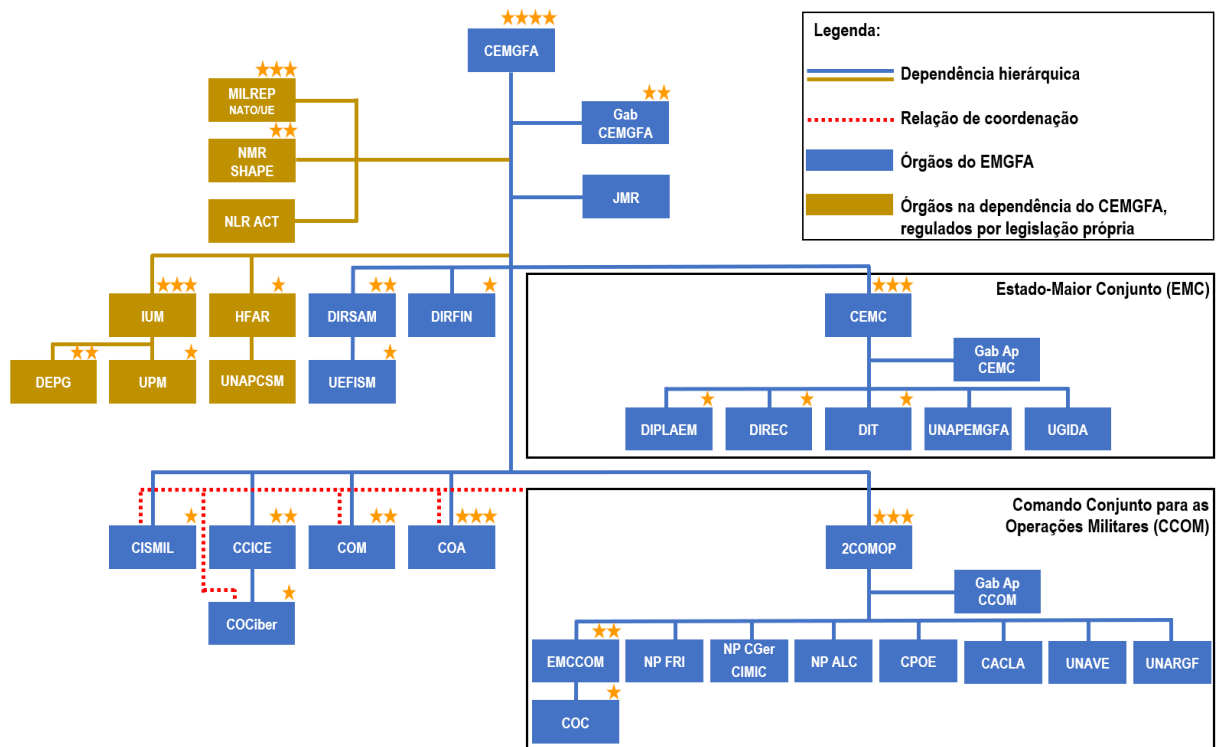 CEMGFA
Legenda:
Dependência hierárquica
Relação de coordenação
Órgãos do EMGFA
Órgãos na dependência do CEMGFA,
regulados por legislação própria
MILREP
NATO/UE
Gab
CEMGFA
NMR
SHAPE
JMR
NLR ACT
Estado-Maior Conjunto (EMC)
IUM
HFAR
DIRSAM
DIRFIN
CEMC
Gab Ap
CEMC
DEPG
UPM
UNAPCSM
UEFISM
DIPLAEM
DIREC
DIT
UNAPEMGFA
UGIDA
Comando Conjunto para as
Operações Militares (CCOM)
CISMIL
CCICE
COM
COA
2COMOP
Gab Ap
CCOM
COCiber
EMCCOM
NP FRI
NP CGer
CIMIC
NP ALC
CPOE
CACLA
UNAVE
UNARGF
COC